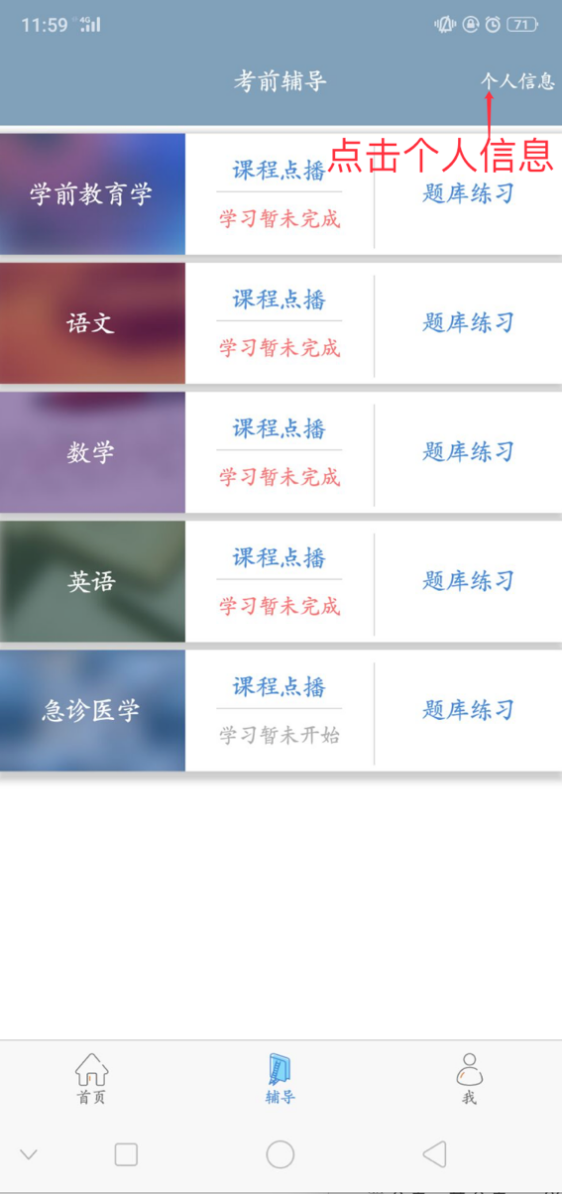 11:59 4G
71
考前辅导
个人信息
点击个人信息
学前教育学
课程点播
学习暂未完成
题库练习
语文
课程点播
学习暂未完成
题库练习
数学
课程点播
学习暂未完成
题库练习
英语
课程点播
学习暂未完成
题库练习
急诊医学
课程点播
学习暂未开始
题库练习
首页
辅导
我